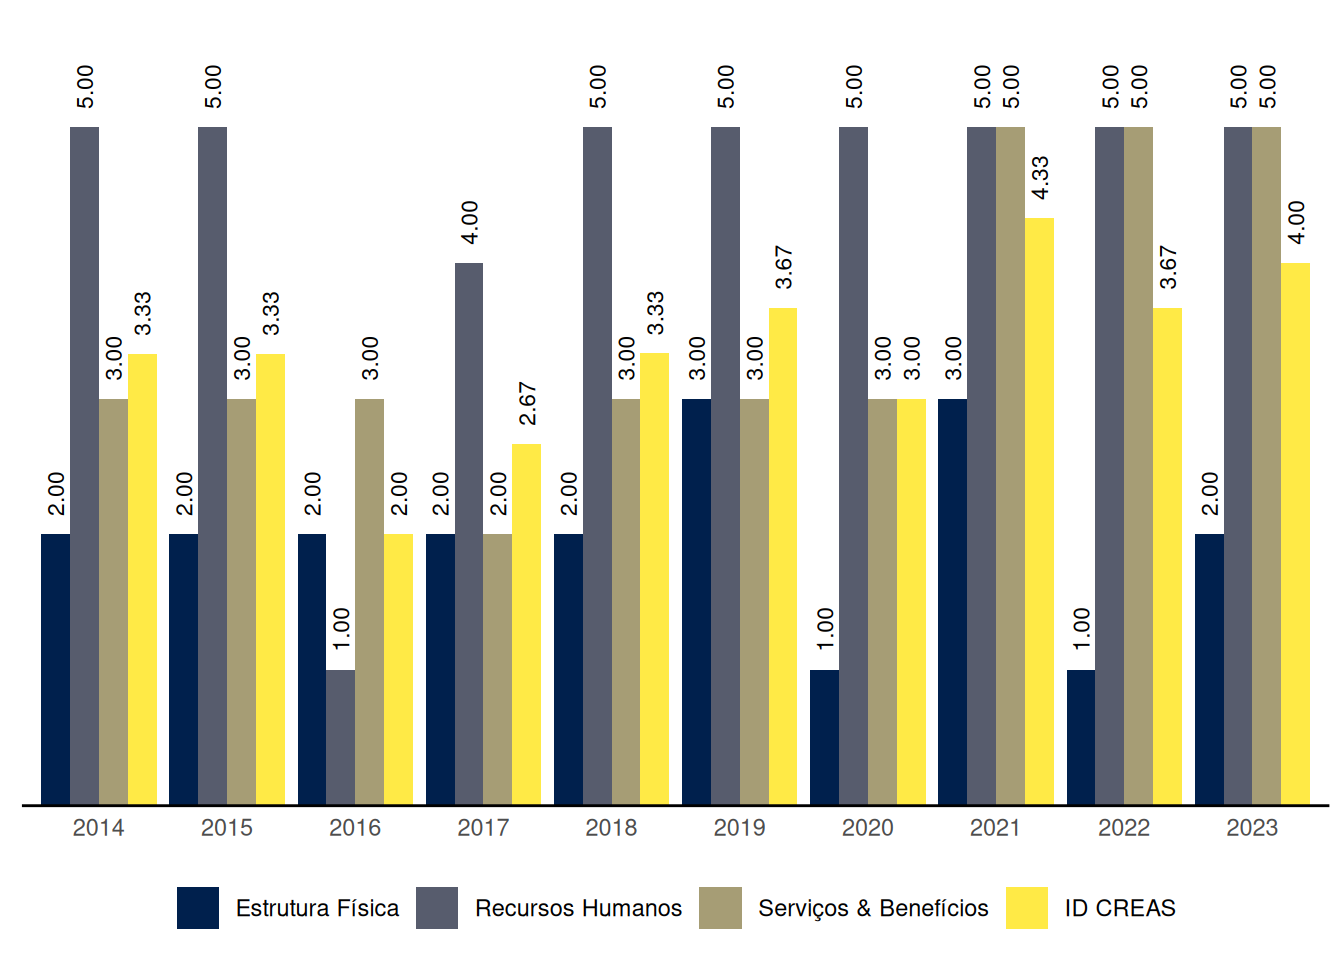 5.00 5.00 5.00 5.00 5.00 5.00 5.00 5.00 5.00 5.00 5.00
4.33
4.00 4.00
3.67 3.67
3.33 3.33 3.33
3.00 3.00 3.00 3.00 3.00 3.00 3.00 3.00 3.00
2.67
2.00 2.00 2.00 2.00 2.00 2.00 2.00 2.00
1.00 1.00 1.00
2014 2015 2016 2017 2018 2019 2020 2021 2022 2023
Estrutura Física Recursos Humanos Serviços & Benefícios ID CREAS